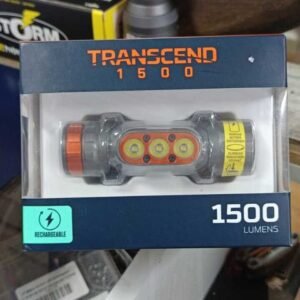 STORM
TRANSCEND
1500
1500
LUMENS
RECHARGEABLE